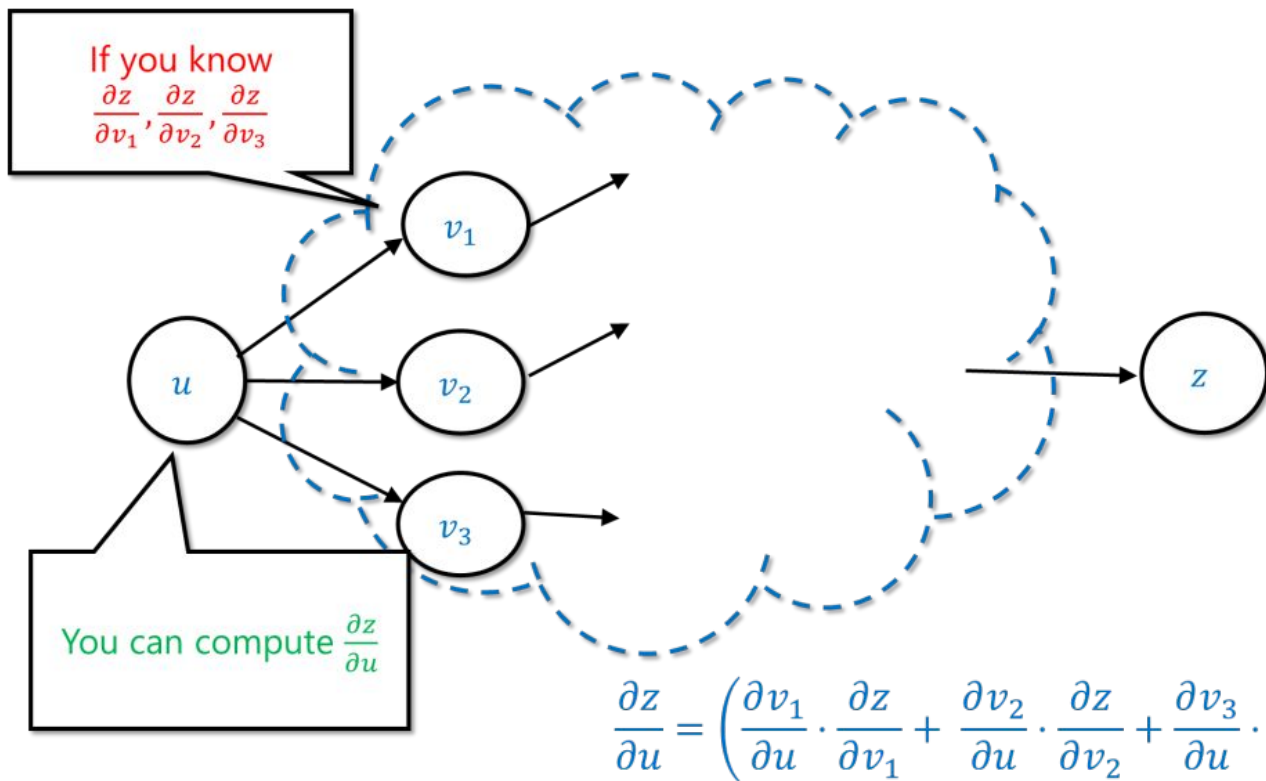 If you know
∂z/∂v₁, ∂z/∂v₂, ∂z/∂v₃
v₁
u
v₂
z
v₃
You can compute ∂z/∂u
∂z/∂u = (∂v₁/∂u · ∂z/∂v₁ + ∂v₂/∂u · ∂z/∂v₂ + ∂v₃/∂u ·